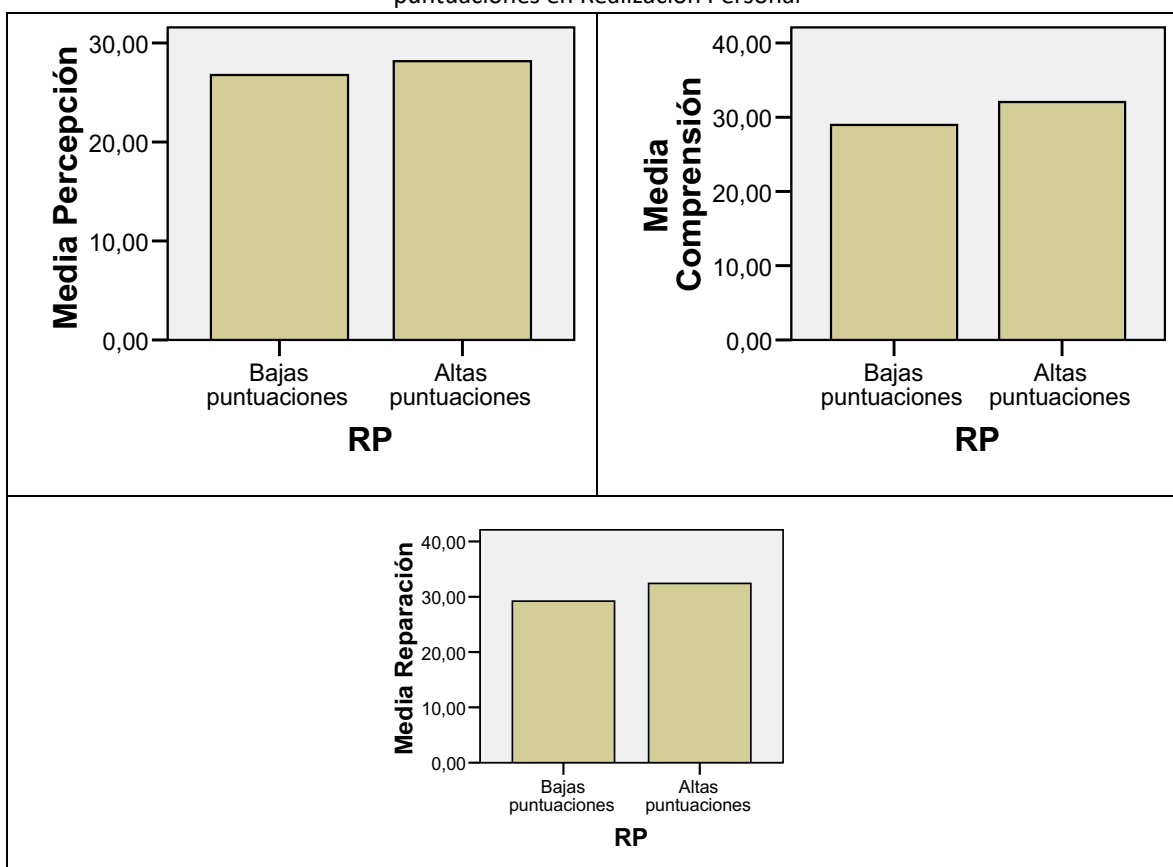 puntuaciones en Realización Personal
30,00
20,00
10,00
0,00
Media Percepción
Bajas
puntuaciones
Altas
puntuaciones
RP
40,00
30,00
20,00
10,00
0,00
Media
Comprensión
Bajas
puntuaciones
Altas
puntuaciones
RP
40,00
30,00
20,00
10,00
0,00
Media Reparación
Bajas
puntuaciones
Altas
puntuaciones
RP